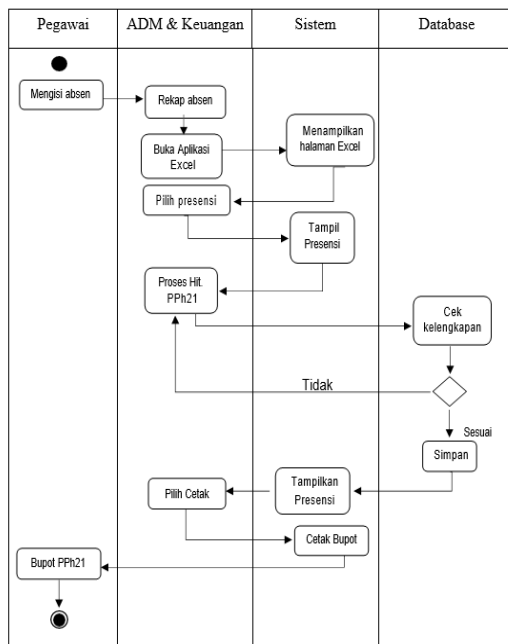 Pegawai
ADM & Keuangan
Sistem
Database
Mengisi absen
Rekap absen
Buka Aplikasi
Excel
Menampilkan
halaman Excel
Pilih presensi
Tampil
Presensi
Proses Hit.
PPh21
Cek
kelengkapan
Tidak
Sesuai
Simpan
Tampilkan
Presensi
Pilih Cetak
Cetak Bupot
Bupot PPh21